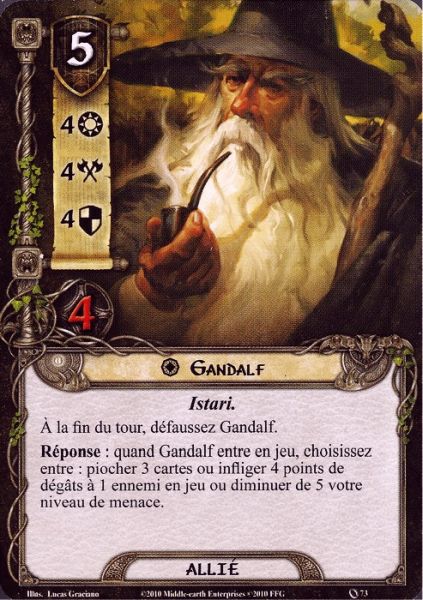 5
4
4
4
4
Gandalf
Istari.
À la fin du tour, défaussez Gandalf.
Réponse : quand Gandalf entre en jeu, choisissez
entre : piocher 3 cartes ou infliger 4 points de
dégâts à 1 ennemi en jeu ou diminuer de 5 votre
niveau de menace.
ALLIÉ
Illus. Lucas Graciano ©2010 Middle-earth Enterprises ©2010 FFG 73